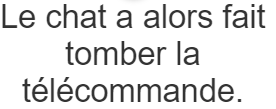 Le chat a alors fait
tomber la
télécommande.